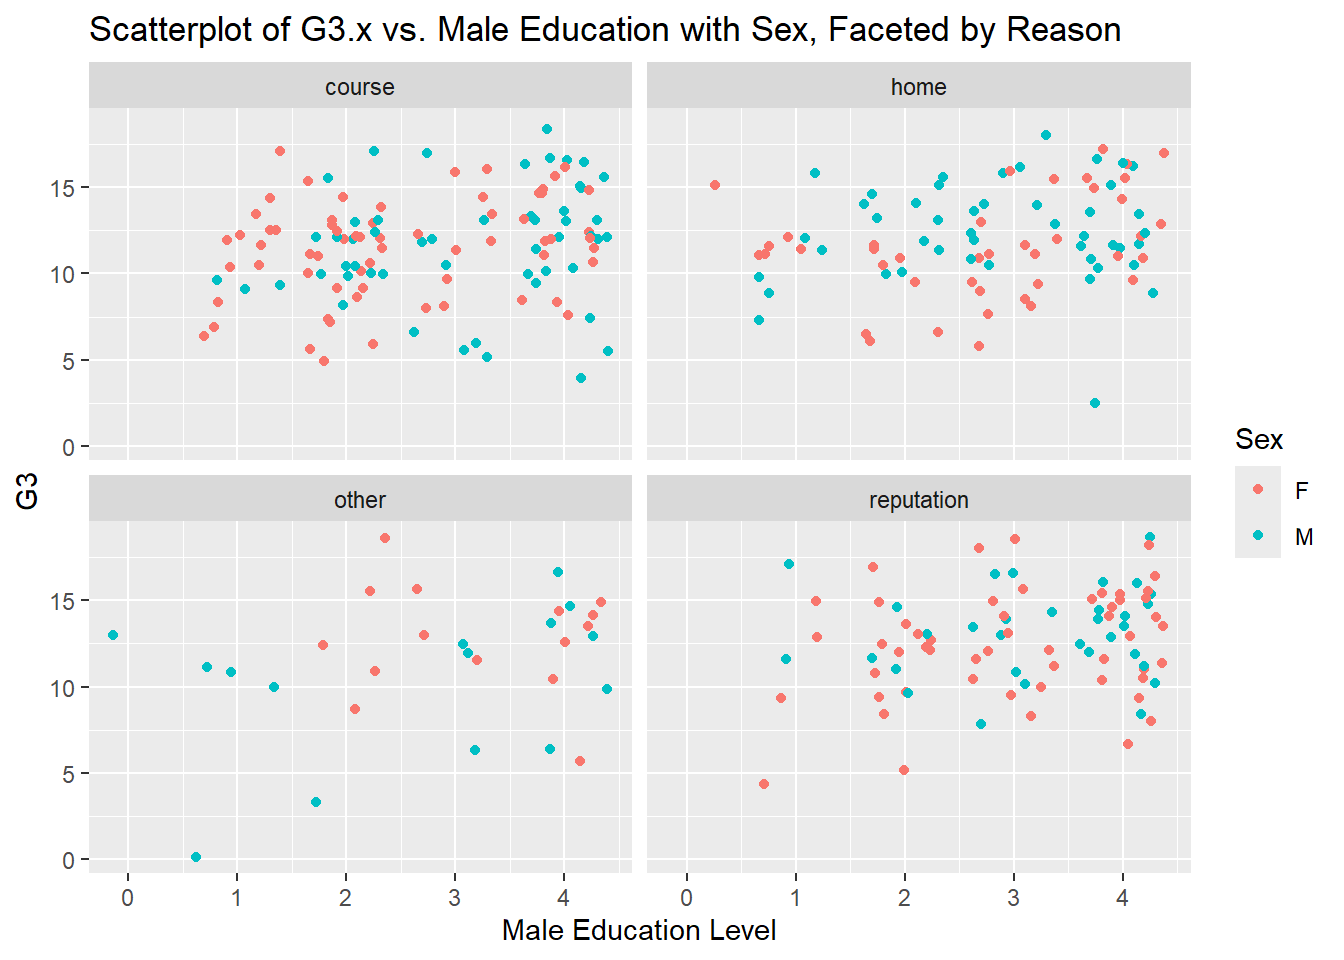 Scatterplot of G3.x vs. Male Education with Sex, Faceted by Reason
course
home
15
10
5
0
G3
other
reputation
15
10
5
0
0 1 2 3 4
0 1 2 3 4
Male Education Level
Sex
F
M